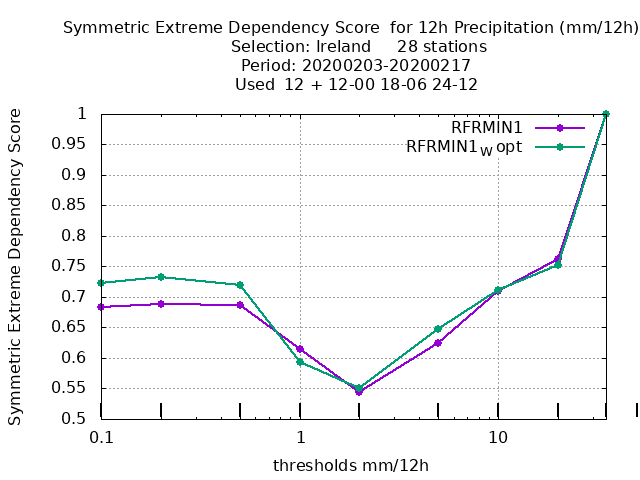 Symmetric Extreme Dependency Score for 12h Precipitation (mm/12h)
Selection: Ireland 28 stations
Period: 20200203-20200217
Used 12 + 12-00 18-06 24-12
Symmetric Extreme Dependency Score
1
0.95
0.9
0.85
0.8
0.75
0.7
0.65
0.6
0.55
0.5
RFRMIN1
RFRMIN1W opt
0.1 1 10
thresholds mm/12h